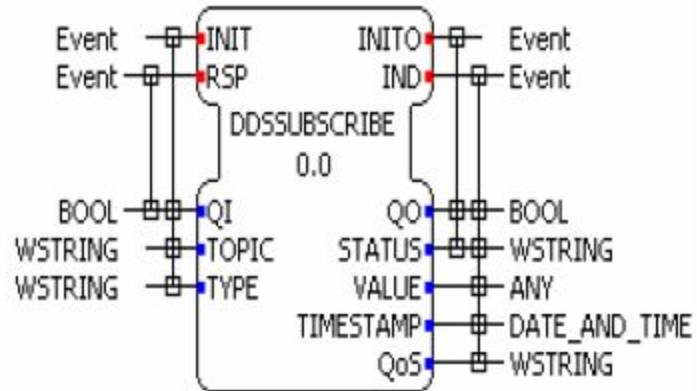 Event INIT INITO Event
Event RSP IND Event
DDSSUBSCRIBE
0.0
BOOL QI QO BOOL
WSTRING TOPIC STATUS WSTRING
WSTRING TYPE VALUE ANY
TIMESTAMP DATE_AND_TIME
QoS WSTRING